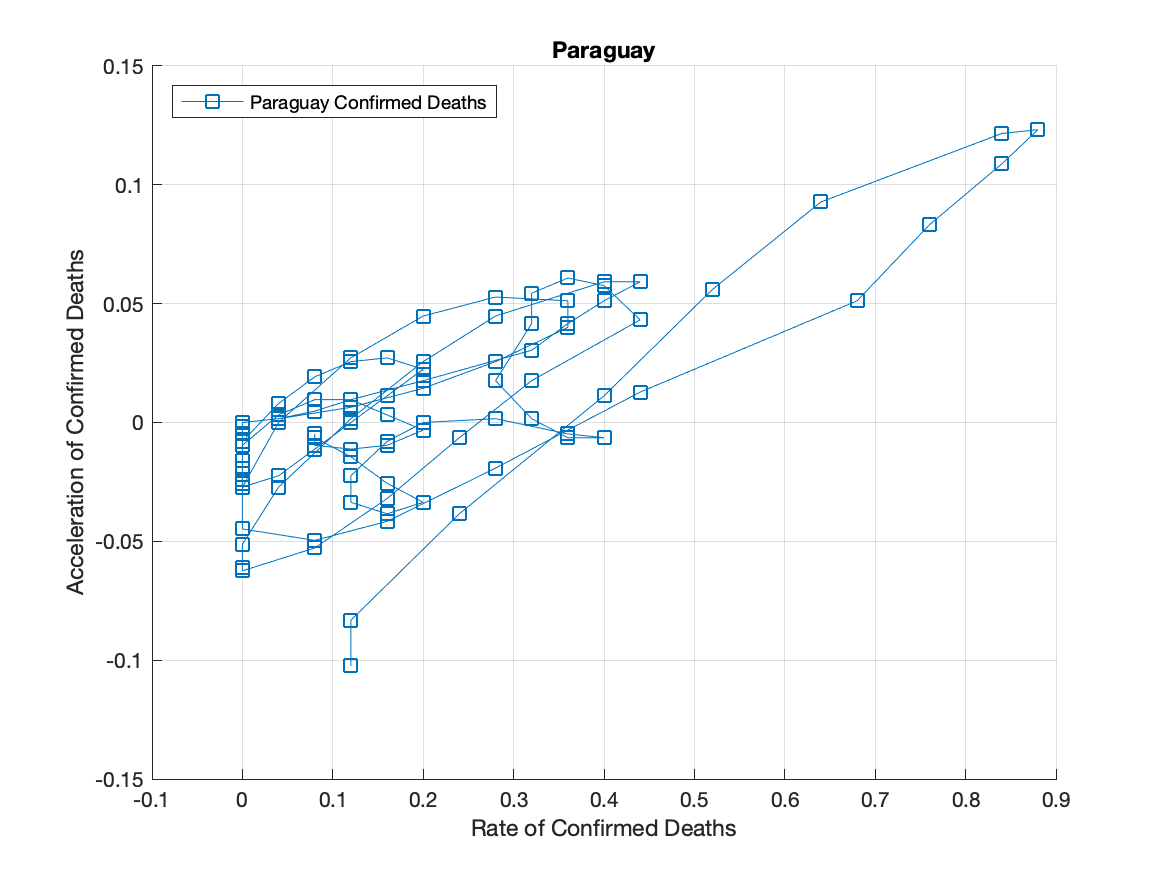 Paraguay
0.15
Paraguay Confirmed Deaths
0.1
0.05
0
-0.05
-0.1
-0.15
Acceleration of Confirmed Deaths
-0.1 0 0.1 0.2 0.3 0.4 0.5 0.6 0.7 0.8 0.9
Rate of Confirmed Deaths